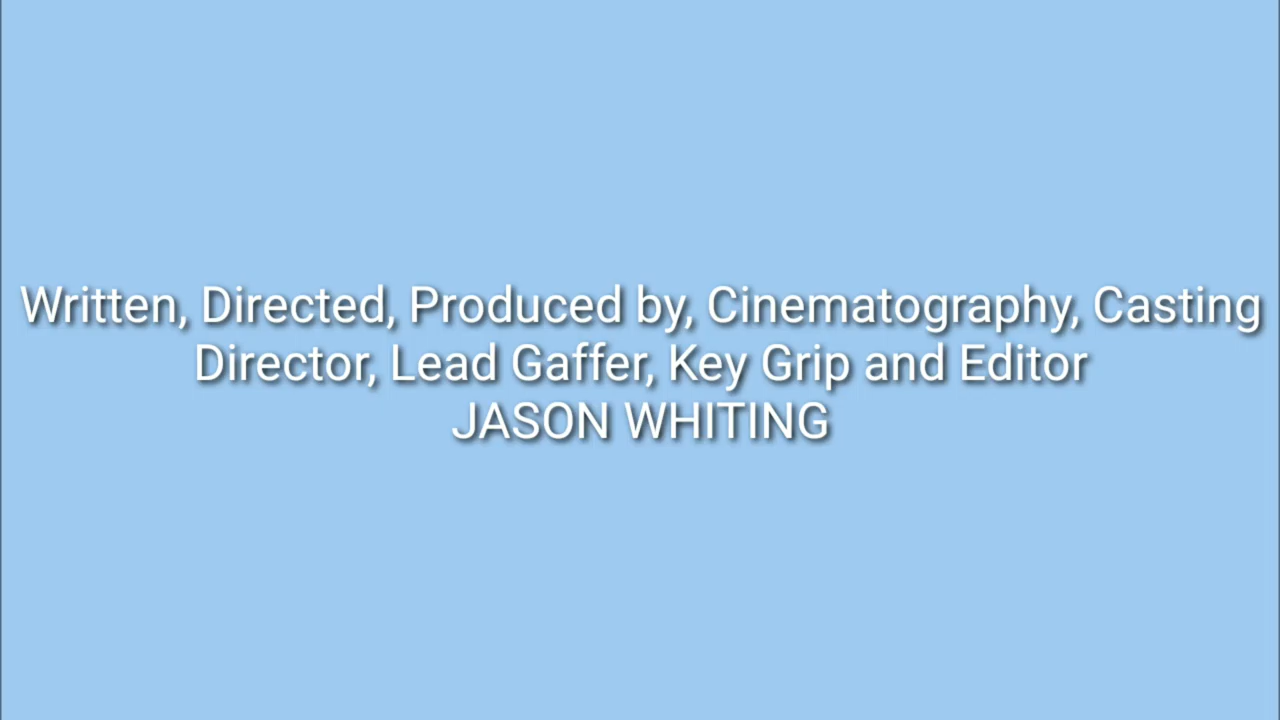 Written, Directed, Produced by, Cinematography, Casting
Director, Lead Gaffer, Key Grip and Editor
JASON WHITING